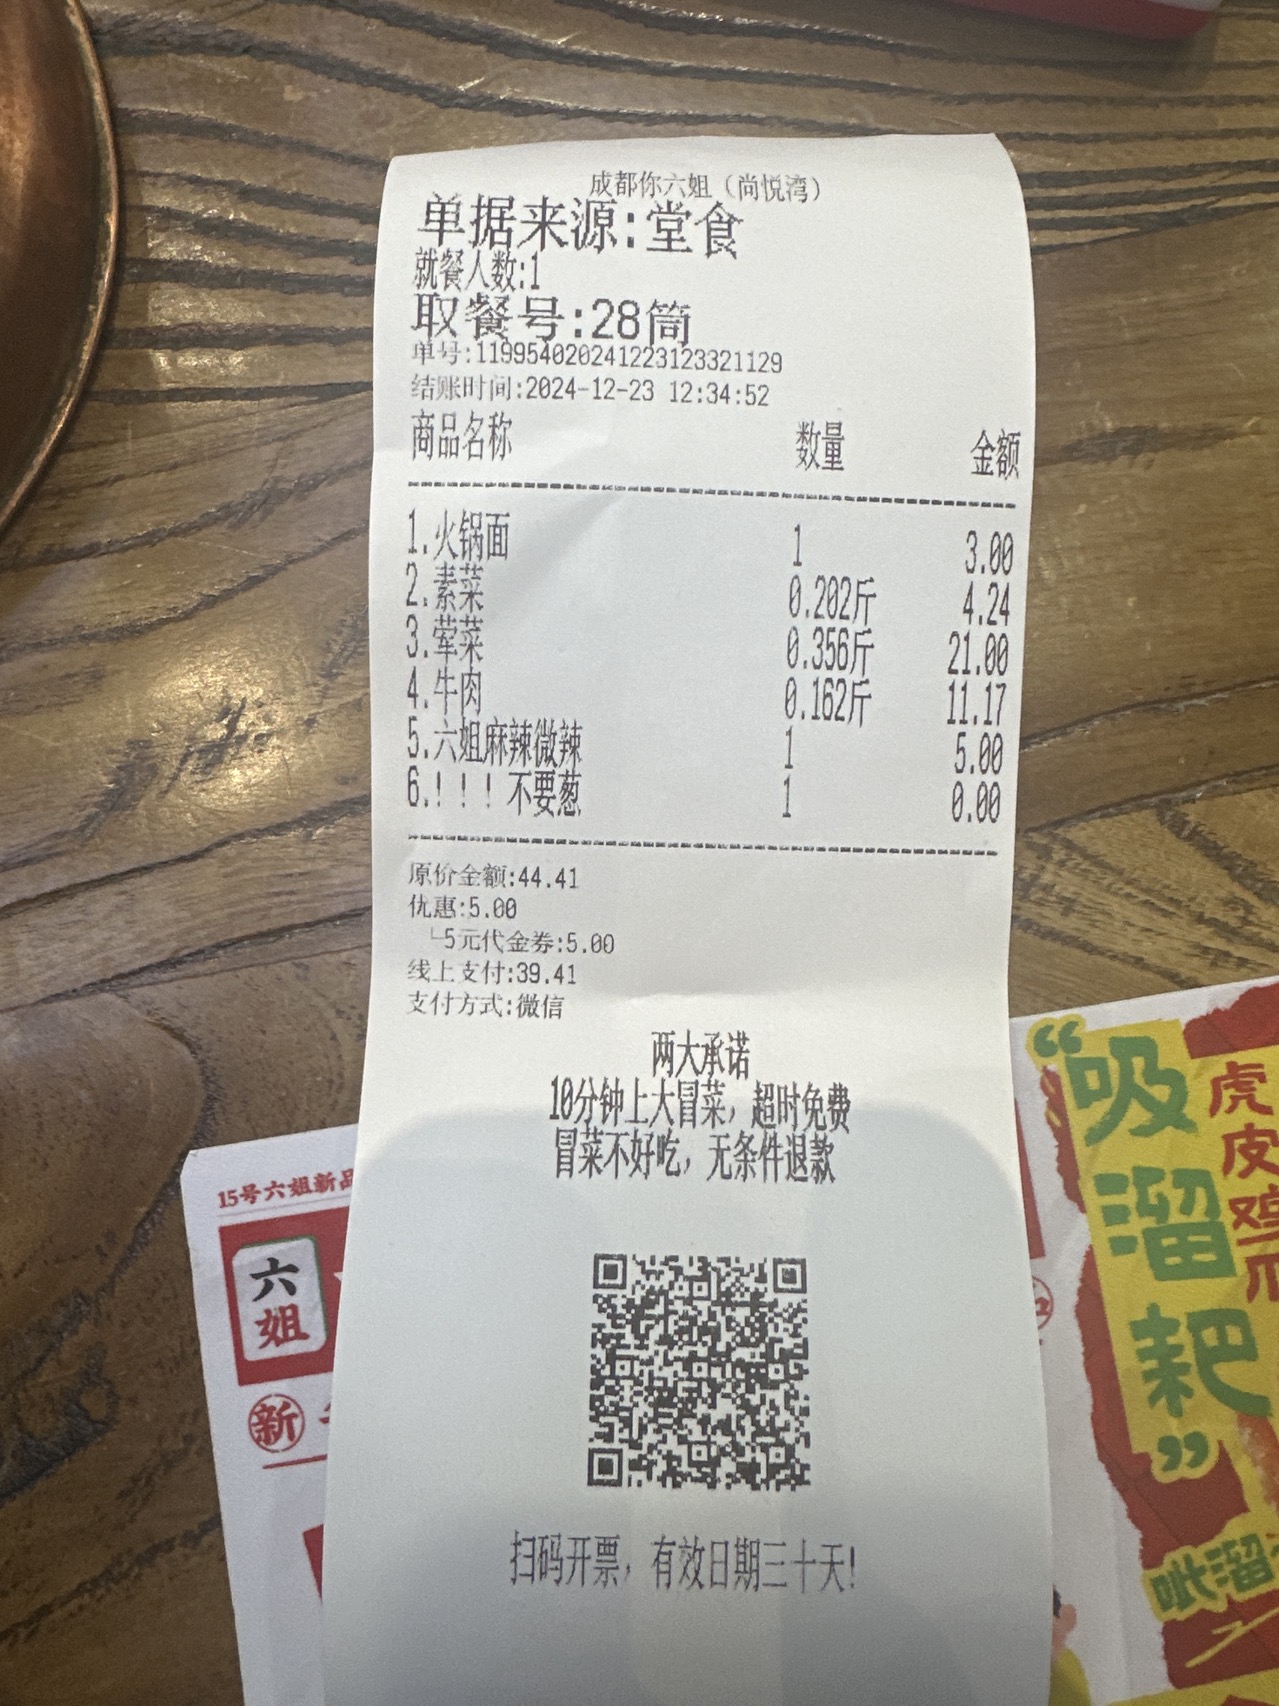 成都你六姐（尚悦湾）
单据来源:堂食
就餐人数:1
取餐号:28筒
单号:11995402024122312332​1129
结账时间:2024-12-23 12:34:52
商品名称 数量 金额
1.火锅面 1 3.00
2.素菜 0.202斤 4.24
3.荤菜 0.356斤 21.00
4.牛肉 0.162斤 11.17
5.六姐麻辣微辣 1 5.00
6.!!!不要葱 1 0.00
原价金额:44.41
优惠:5.00
└5元代金券:5.00
线上支付:39.41
支付方式:微信
两大承诺
10分钟上大冒菜，超时免费
冒菜不好吃，无条件退款
扫码开票，有效日期三十天!
15号六姐新品
六姐
新
“吸溜耙”
虎皮鸡爪
呲溜